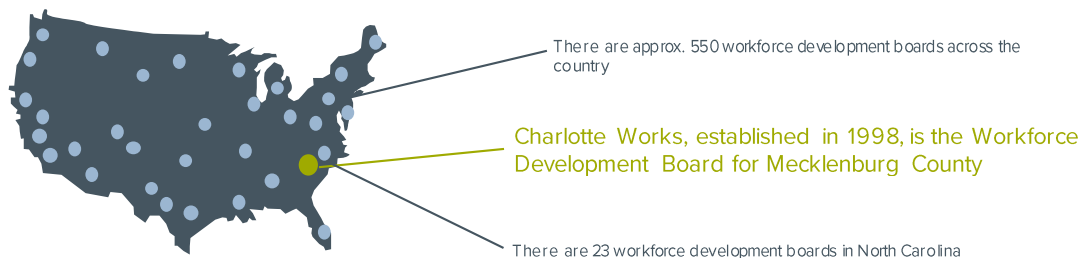 There are approx. 550 workforce development boards across the
country
Charlotte Works, established in 1998, is the Workforce
Development Board for Mecklenburg County
There are 23 workforce development boards in North Carolina